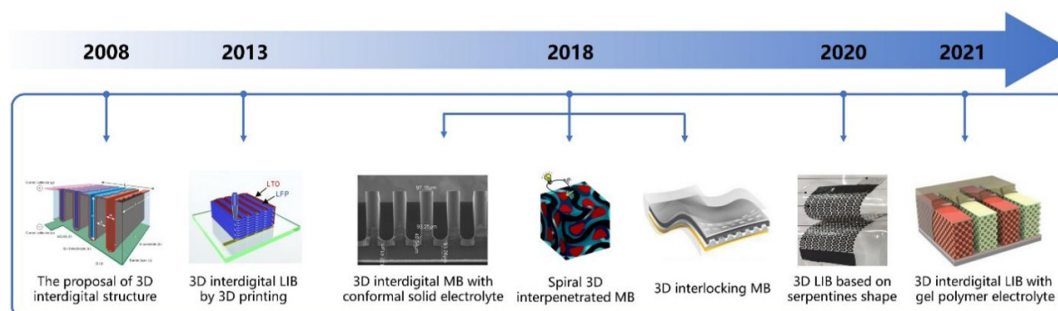 2008
2013
2018
2020
2021
LTO
LFP
The proposal of 3D
interdigital structure
3D interdigital LIB
by 3D printing
3D interdigital MB with
conformal solid electrolyte
Spiral 3D
interpenetrated MB
3D interlocking MB
3D LIB based on
serpentines shape
3D interdigital LIB with
gel polymer electrolyte